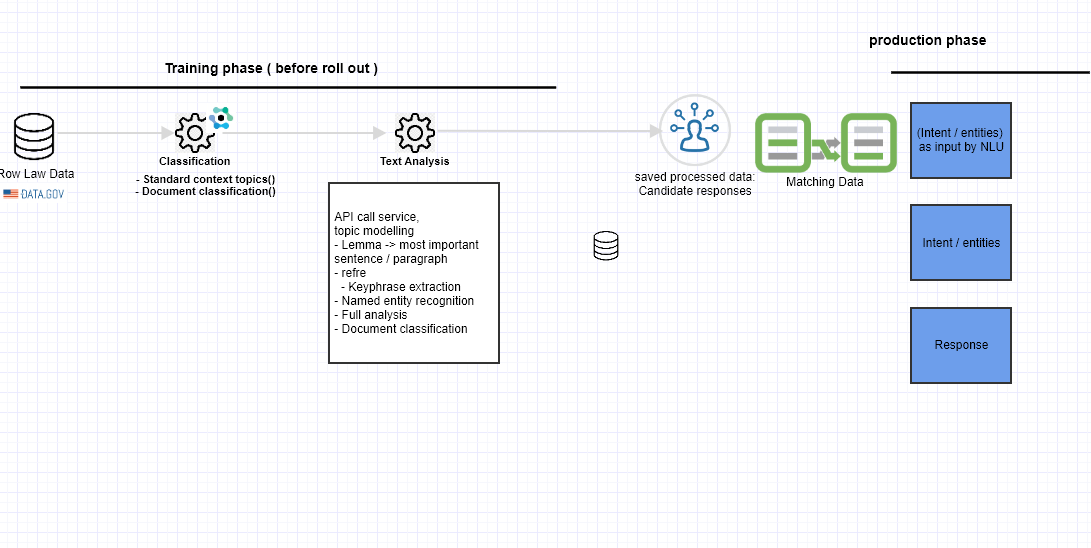 production phase
Training phase ( before roll out )
Row Law Data
DATA.GOV
Classification
- Standard context topics()
- Document classification()
Text Analysis
API call service,
topic modelling
- Lemma -> most important
sentence / paragraph
- refre
- Keyphrase extraction
- Named entity recognition
- Full analysis
- Document classification
saved processed data:
Candidate responses
Matching Data
(Intent / entities)
as input by NLU
Intent / entities
Response